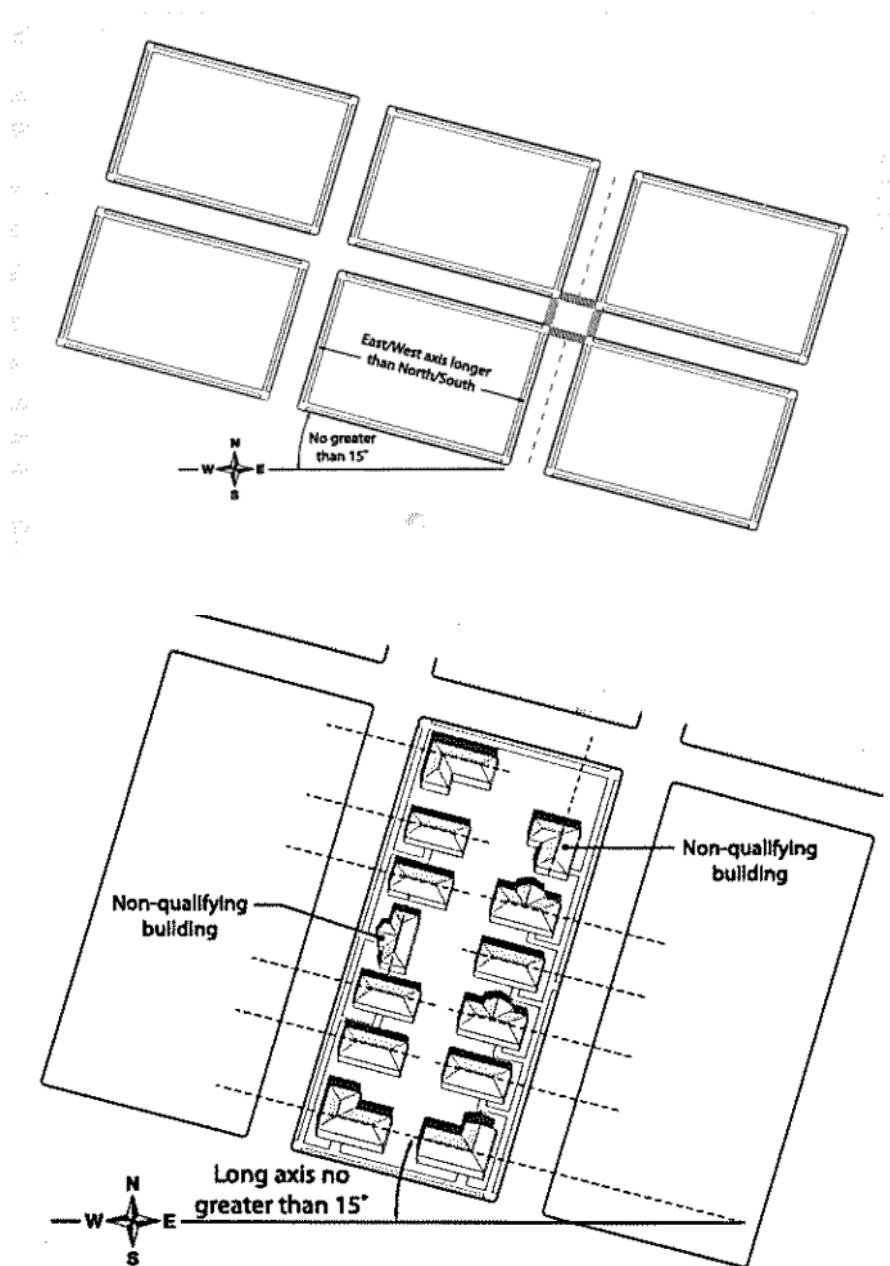 East/West axis longer
than North/South
No greater
than 15°
N
W E
S
Non-qualifying
building
Non-qualifying
building
Long axis no
greater than 15°
N
W E
S